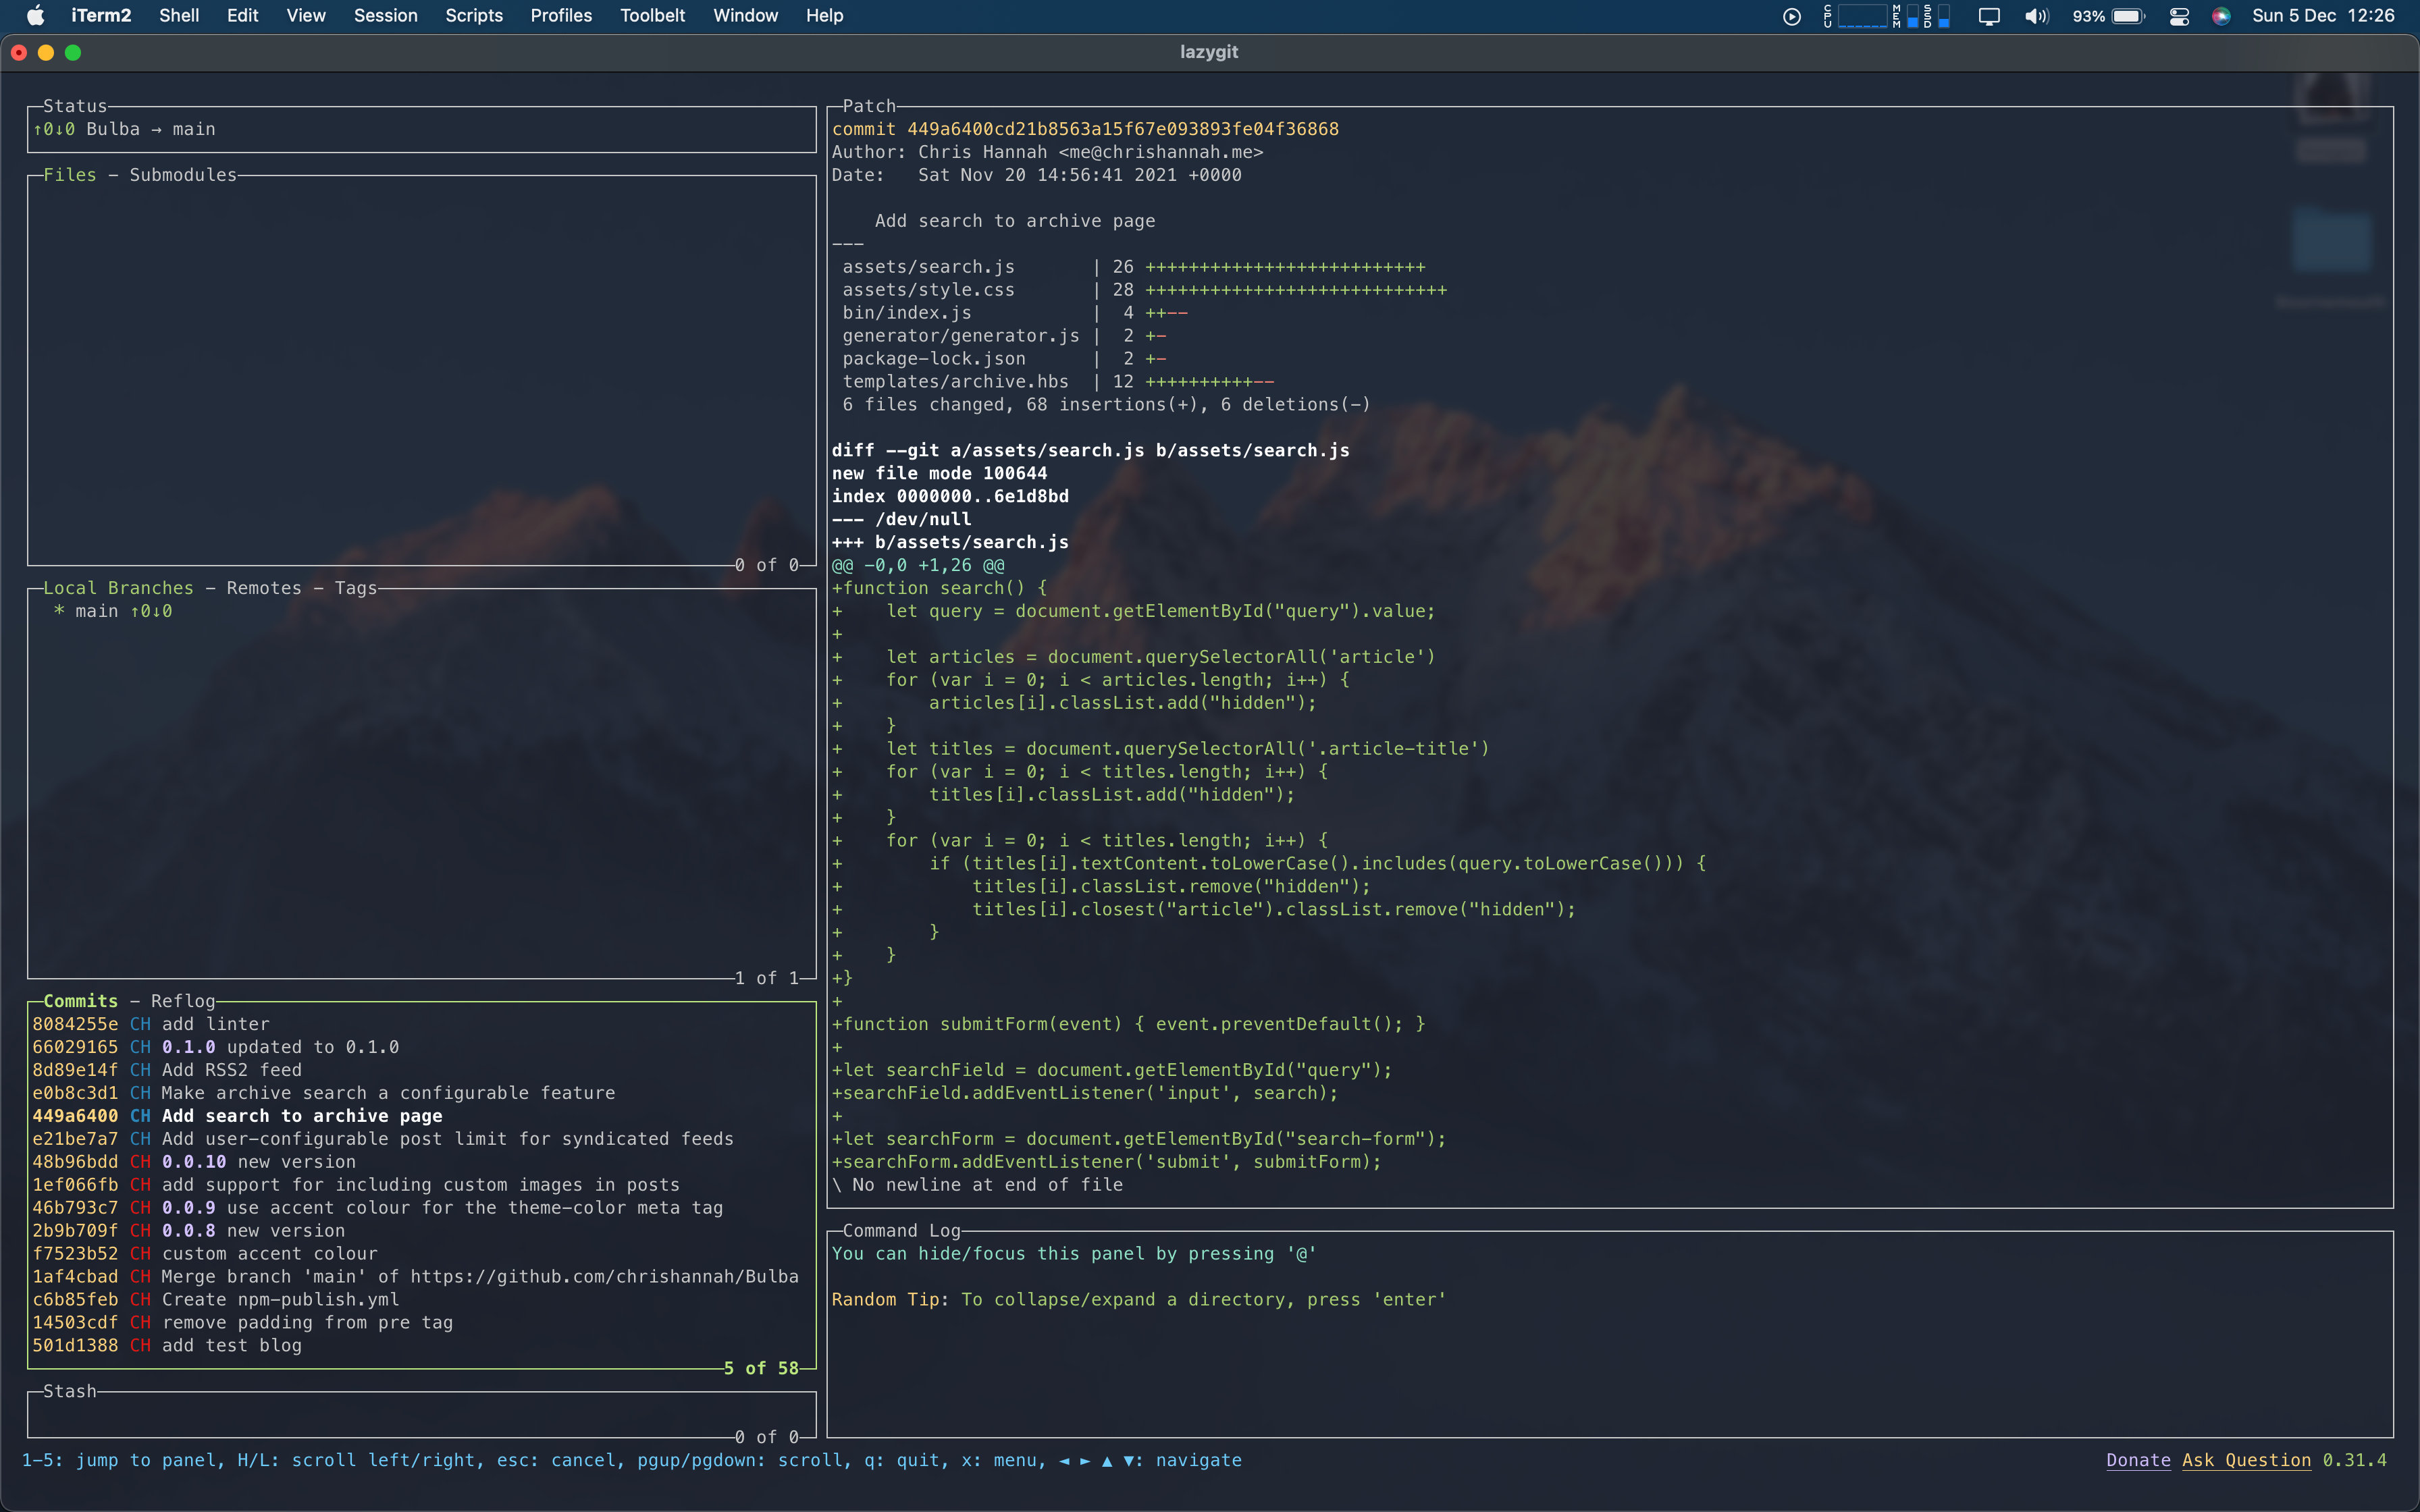 iTerm2 Shell Edit View Session Scripts Profiles Toolbelt Window Help CPU MEM SSD 93% Sun 5 Dec 12:26
lazygit
Status
↑0↓0 Bulba → main
Files - Submodules
0 of 0
Local Branches - Remotes - Tags
* main ↑0↓0
1 of 1
Commits - Reflog
8084255e CH add linter
66029165 CH 0.1.0 updated to 0.1.0
8d89e14f CH Add RSS2 feed
e0b8c3d1 CH Make archive search a configurable feature
449a6400 CH Add search to archive page
e21be7a7 CH Add user-configurable post limit for syndicated feeds
48b96bdd CH 0.0.10 new version
1ef066fb CH add support for including custom images in posts
46b793c7 CH 0.0.9 use accent colour for the theme-color meta tag
2b9b709f CH 0.0.8 new version
f7523b52 CH custom accent colour
1af4cbad CH Merge branch 'main' of https://github.com/chrishannah/Bulba
c6b85feb CH Create npm-publish.yml
14503cdf CH remove padding from pre tag
501d1388 CH add test blog
5 of 58
Stash
0 of 0
Patch
commit 449a6400cd21b8563a15f67e093893fe04f36868
Author: Chris Hannah <me@chrishannah.me>
Date:   Sat Nov 20 14:56:41 2021 +0000
    Add search to archive page
---
 assets/search.js       | 26 ++++++++++++++++++++++++++
 assets/style.css       | 28 ++++++++++++++++++++++++++++
 bin/index.js           |  4 ++--
 generator/generator.js |  2 +-
 package-lock.json      |  2 +-
 templates/archive.hbs  | 12 ++++++++++--
 6 files changed, 68 insertions(+), 6 deletions(-)
diff --git a/assets/search.js b/assets/search.js
new file mode 100644
index 0000000..6e1d8bd
--- /dev/null
+++ b/assets/search.js
@@ -0,0 +1,26 @@
+function search() {
+    let query = document.getElementById("query").value;
+
+    let articles = document.querySelectorAll('article')
+    for (var i = 0; i < articles.length; i++) {
+        articles[i].classList.add("hidden");
+    }
+    let titles = document.querySelectorAll('.article-title')
+    for (var i = 0; i < titles.length; i++) {
+        titles[i].classList.add("hidden");
+    }
+    for (var i = 0; i < titles.length; i++) {
+        if (titles[i].textContent.toLowerCase().includes(query.toLowerCase())) {
+            titles[i].classList.remove("hidden");
+            titles[i].closest("article").classList.remove("hidden");
+        }
+    }
+}
+
+function submitForm(event) { event.preventDefault(); }
+
+let searchField = document.getElementById("query");
+searchField.addEventListener('input', search);
+
+let searchForm = document.getElementById("search-form");
+searchForm.addEventListener('submit', submitForm);
\ No newline at end of file
Command Log
You can hide/focus this panel by pressing '@'
Random Tip: To collapse/expand a directory, press 'enter'
1-5: jump to panel, H/L: scroll left/right, esc: cancel, pgup/pgdown: scroll, q: quit, x: menu, ◄ ► ▲ ▼: navigate Donate Ask Question 0.31.4